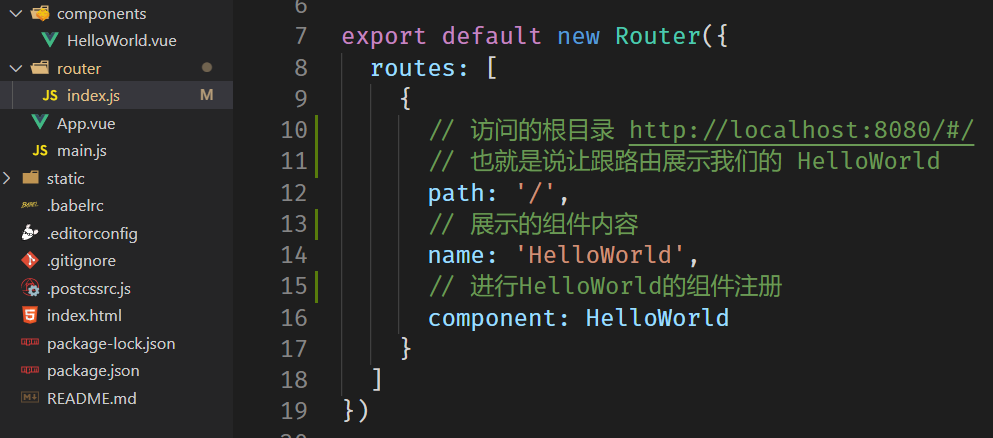 components
HelloWorld.vue
router
JS index.js M
App.vue
JS main.js
static
BABEL .babelrc
.editorconfig
.gitignore
.postcssrc.js
index.html
package-lock.json
package.json
README.md
6
7 export default new Router({
8 routes: [
9 {
10 // 访问的根目录 http://localhost:8080/#/
11 // 也就是说让跟路由展示我们的 HelloWorld
12 path: '/',
13 // 展示的组件内容
14 name: 'HelloWorld',
15 // 进行HelloWorld的组件注册
16 component: HelloWorld
17 }
18 ]
19 })